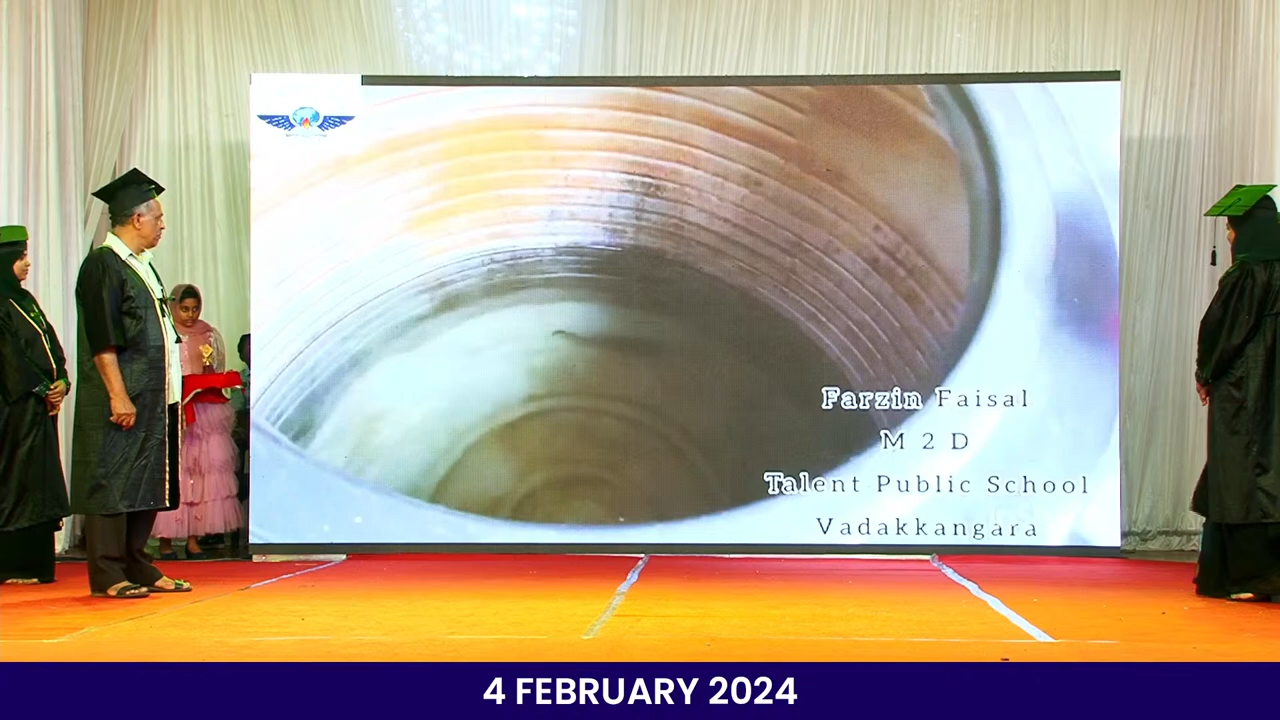 Farzin Faisal
M 2 D
Talent Public School
Vadakkangara
4 FEBRUARY 2024